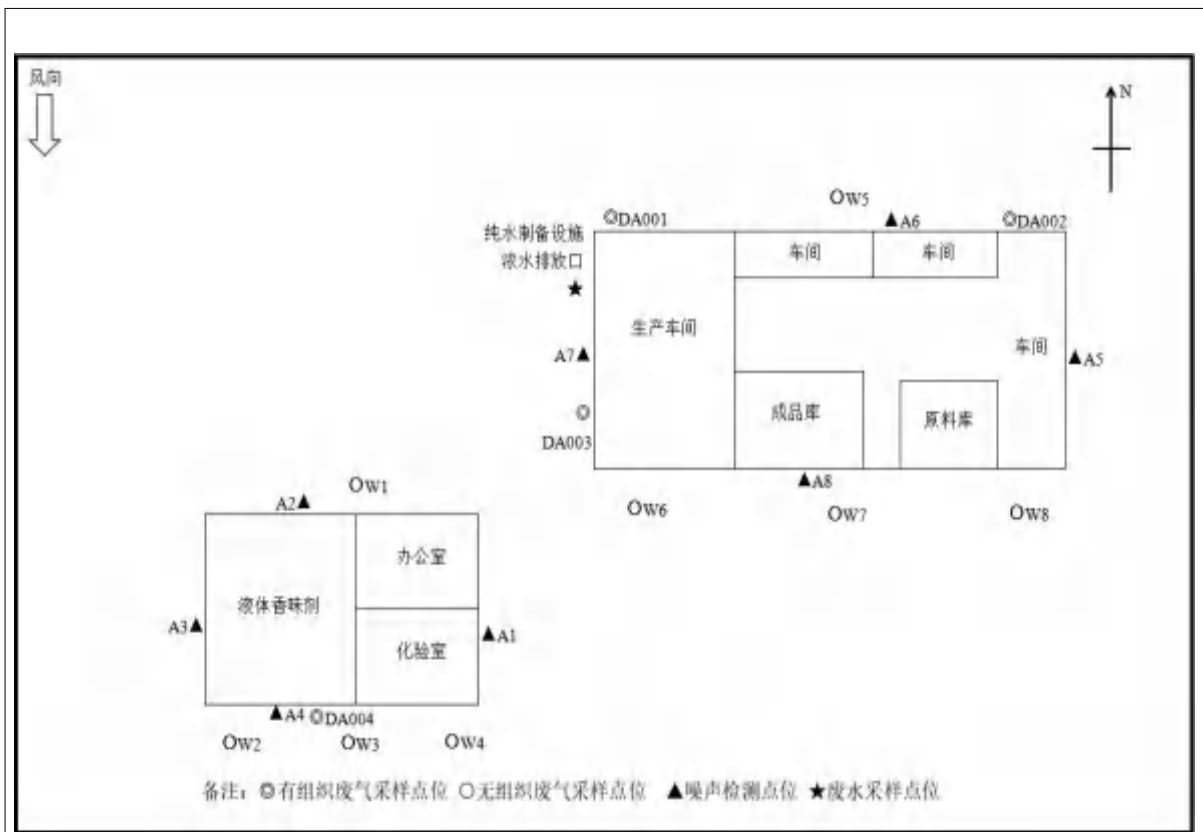 风向
N
OW5
◎DA001
▲A6
◎DA002
纯水制备设施
浓水排放口
★
车间
车间
生产车间
车间
A7▲
▲A5
◎
DA003
成品库
原料库
▲A8
OW6
OW7
OW8
OW1
A2▲
办公室
液体香味剂
A3▲
▲A1
化验室
▲A4
◎DA004
OW2
OW3
OW4
备注：◎有组织废气采样点位 ○无组织废气采样点位 ▲噪声检测点位 ★废水采样点位